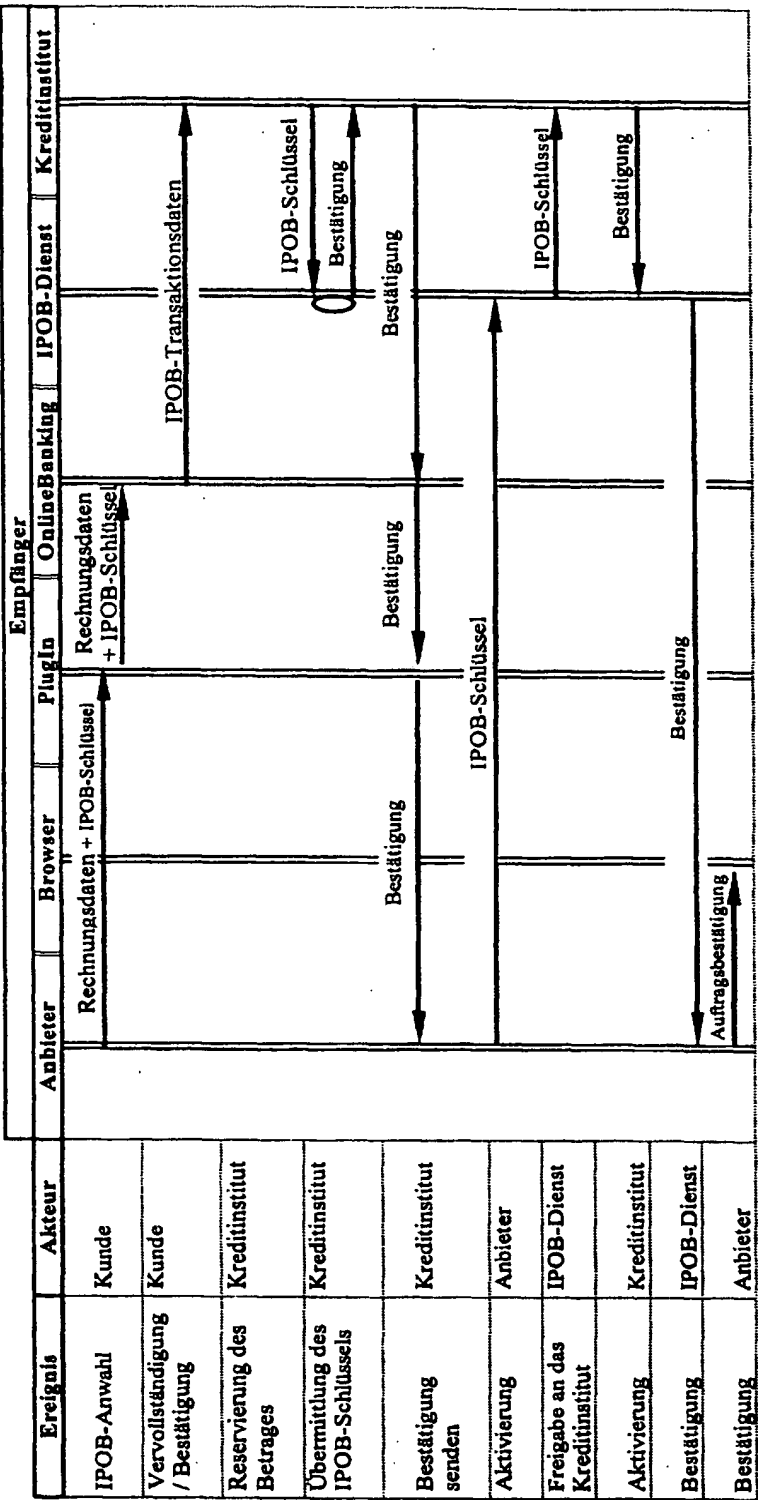 Empfänger
Ereignis
Akteur
Anbieter
Browser
PlugIn
OnlineBanking
IPOB-Dienst
Kreditinstitut
IPOB-Anwahl
Kunde
Rechnungsdaten + IPOB-Schlüssel
Rechnungsdaten
+ IPOB-Schlüssel
Vervollständigung
/ Bestätigung
Kunde
IPOB-Transaktionsdaten
Reservierung des
Betrages
Kreditinstitut
Übermittlung des
IPOB-Schlüssels
Kreditinstitut
IPOB-Schlüssel
Bestätigung
Bestätigung
senden
Kreditinstitut
Bestätigung
Bestätigung
Bestätigung
Aktivierung
Anbieter
IPOB-Schlüssel
Freigabe an das
Kreditinstitut
IPOB-Dienst
IPOB-Schlüssel
Aktivierung
Kreditinstitut
Bestätigung
Bestätigung
IPOB-Dienst
Bestätigung
Bestätigung
Anbieter
Auftragsbestätigung